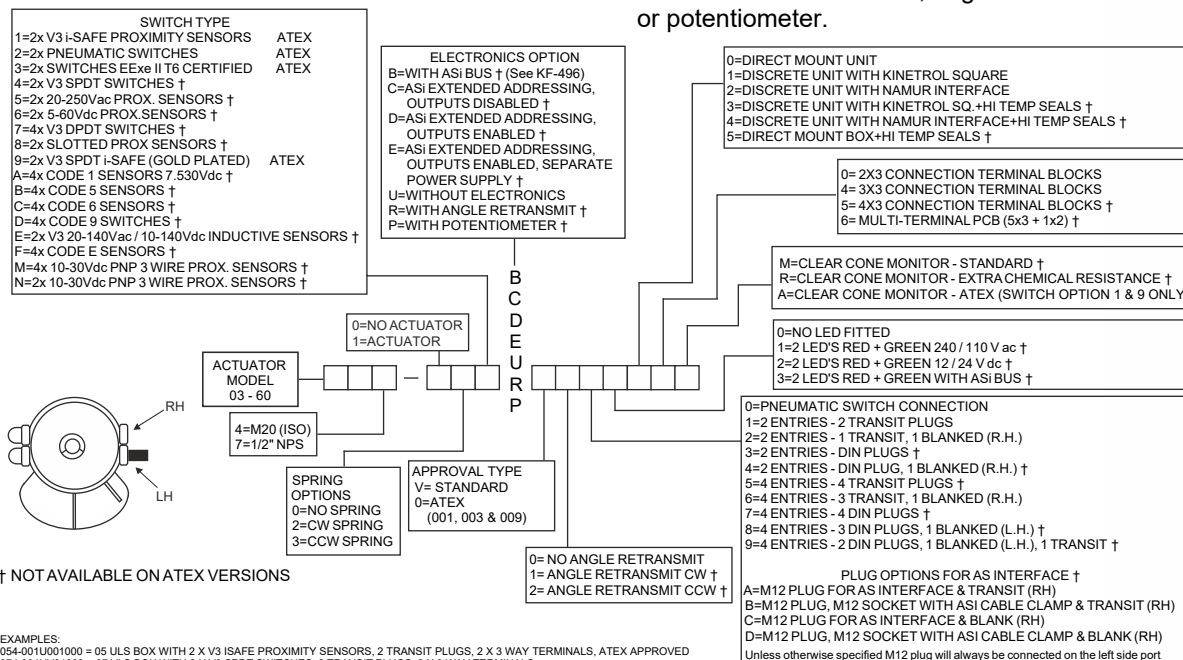 or potentiometer.
SWITCH TYPE
1=2x V3 i-SAFE PROXIMITY SENSORS ATEX
2=2x PNEUMATIC SWITCHES ATEX
3=2x SWITCHES EExe II T6 CERTIFIED ATEX
4=2x V3 SPDT SWITCHES †
5=2x 20-250Vac PROX. SENSORS †
6=2x 5-60Vdc PROX.SENSORS †
7=4x V3 DPDT SWITCHES †
8=2x SLOTTED PROX SENSORS
9=2x V3 SPDT i-SAFE (GOLD PLATED) ATEX
A=4x CODE 1 SENSORS 7.530Vdc †
B=4x CODE 5 SENSORS †
C=4x CODE 6 SENSORS †
D=4x CODE 9 SWITCHES †
E=2x V3 20-140Vac / 10-140Vdc INDUCTIVE SENSORS †
F=4x CODE E SENSORS †
M=4x 10-30Vdc PNP 3 WIRE PROX. SENSORS †
N=2x 10-30Vdc PNP 3 WIRE PROX. SENSORS †
ELECTRONICS OPTION
B=WITH ASi BUS † (See KF-496)
C=ASi EXTENDED ADDRESSING,
OUTPUTS DISABLED †
D=ASi EXTENDED ADDRESSING,
OUTPUTS ENABLED †
E=ASi EXTENDED ADDRESSING,
OUTPUTS ENABLED, SEPARATE
POWER SUPPLY †
U=WITHOUT ELECTRONICS
R=WITH ANGLE RETRANSMIT †
P=WITH POTENTIOMETER †
0=DIRECT MOUNT UNIT
1=DISCRETE UNIT WITH KINETROL SQUARE
2=DISCRETE UNIT WITH NAMUR INTERFACE
3=DISCRETE UNIT WITH KINETROL SQ.+HI TEMP SEALS †
4=DISCRETE UNIT WITH NAMUR INTERFACE+HI TEMP SEALS †
5=DIRECT MOUNT BOX+HI TEMP SEALS †
0= 2X3 CONNECTION TERMINAL BLOCKS
4= 3X3 CONNECTION TERMINAL BLOCKS
5= 4X3 CONNECTION TERMINAL BLOCKS †
6= MULTI-TERMINAL PCB (5x3 + 1x2) †
M=CLEAR CONE MONITOR - STANDARD †
R=CLEAR CONE MONITOR - EXTRA CHEMICAL RESISTANCE †
A=CLEAR CONE MONITOR - ATEX (SWITCH OPTION 1 & 9 ONLY
0=NO LED FITTED
1=2 LED'S RED + GREEN 240 / 110 V ac †
2=2 LED'S RED + GREEN 12 / 24 V dc †
3=2 LED'S RED + GREEN WITH ASi BUS †
0=PNEUMATIC SWITCH CONNECTION
1=2 ENTRIES - 2 TRANSIT PLUGS
2=2 ENTRIES - 1 TRANSIT, 1 BLANKED (R.H.)
3=2 ENTRIES - DIN PLUGS †
4=2 ENTRIES - DIN PLUG, 1 BLANKED (R.H.) †
5=4 ENTRIES - 4 TRANSIT PLUGS †
6=4 ENTRIES - 3 TRANSIT, 1 BLANKED (R.H.)
7=4 ENTRIES - 4 DIN PLUGS †
8=4 ENTRIES - 3 DIN PLUGS, 1 BLANKED (L.H.) †
9=4 ENTRIES - 2 DIN PLUGS, 1 BLANKED (L.H.), 1 TRANSIT †
PLUG OPTIONS FOR AS INTERFACE †
A=M12 PLUG FOR AS INTERFACE & TRANSIT (RH)
B=M12 PLUG, M12 SOCKET WITH ASI CABLE CLAMP & TRANSIT (RH)
C=M12 PLUG FOR AS INTERFACE & BLANK (RH)
D=M12 PLUG, M12 SOCKET WITH ASI CABLE CLAMP & BLANK (RH)
Unless otherwise specified M12 plug will always be connected on the left side port
B
C
D
E
U
R
P
0=NO ACTUATOR
1=ACTUATOR
ACTUATOR
MODEL
03 - 60
4=M20 (ISO)
7=1/2" NPS
SPRING
OPTIONS
0=NO SPRING
2=CW SPRING
3=CCW SPRING
APPROVAL TYPE
V= STANDARD
0=ATEX
(001, 003 & 009)
0= NO ANGLE RETRANSMIT
1= ANGLE RETRANSMIT CW †
2= ANGLE RETRANSMIT CCW †
RH
LH
† NOT AVAILABLE ON ATEX VERSIONS
EXAMPLES:
054-001U001000 = 05 ULS BOX WITH 2 X V3 ISAFE PROXIMITY SENSORS, 2 TRANSIT PLUGS, 2 X 3 WAY TERMINALS, ATEX APPROVED